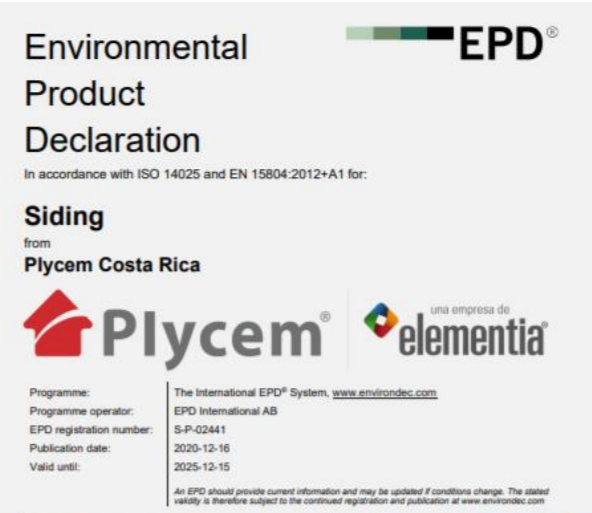 Environmental
Product
Declaration
EPD®
In accordance with ISO 14025 and EN 15804:2012+A1 for:
Siding
from
Plycem Costa Rica
Plycem®
una empresa de
elementia®
Programme: The International EPD® System, www.environdec.com
Programme operator: EPD International AB
EPD registration number: S-P-02441
Publication date: 2020-12-16
Valid until: 2025-12-15
An EPD should provide current information and may be updated if conditions change. The stated
validity is therefore subject to the continued registration and publication at www.environdec.com